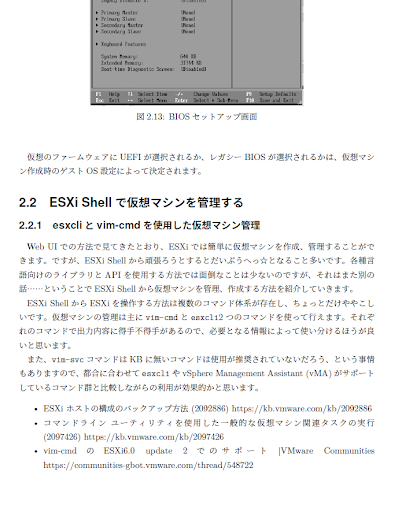 Legacy Diskette B: [Disabled]
▶ Primary Master [None]
▶ Primary Slave [None]
▶ Secondary Master [None]
▶ Secondary Slave [None]
▶ Keyboard Features
System Memory: 640 KB
Extended Memory:
Boot-time Diagnostic Screen: [Disabled]
F1 Help ↑↓ Select Item -/+ Change Values F9 Setup Defaults
Esc Exit ↔ Select Menu Enter Select ▶ Sub-Menu F10 Save and Exit
図 2.13: BIOS セットアップ画面
仮想のファームウェアに UEFI が選択されるか、レガシー BIOS が選択されるかは、仮想マシ
ン作成時のゲスト OS 設定によって決定されます。
2.2 ESXi Shell で仮想マシンを管理する
2.2.1 esxcli と vim-cmd を使用した仮想マシン管理
Web UI での方法で見てきたとおり、ESXi では簡単に仮想マシンを作成、管理することがで
きます。ですが、ESXi Shell から頑張ろうとするとだいぶうへっ☆となること多いです。各種言
語向けのライブラリと API を使用する方法では面倒なことは少ないのですが、それはまた別の
話……ということで ESXi Shell から仮想マシンを管理、作成する方法を紹介していきます。
ESXi Shell から ESXi を操作する方法は複数のコマンド体系が存在し、ちょっとだけややこし
いです。仮想マシンの管理は主に vim-cmd と esxcli2 つのコマンドを使って行えます。それぞ
れのコマンドで出力内容に得手不得手があるので、必要となる情報によって使い分けるほうが良
いと思います。
また、vim-svc コマンドは KB に無いコマンドは使用が推奨されていないだろう、という事情
もありますので、都合に合わせて esxcli や vSphere Management Assistant (vMA) がサポート
しているコマンド群と比較しながらの利用が効果的かと思います。
• ESXi ホストの構成のバックアップ方法 (2092886) https://kb.vmware.com/kb/2092886
• コマンドライン ユーティリティを使用した一般的な仮想マシン関連タスクの実行
(2097426) https://kb.vmware.com/kb/2097426
• vim-cmd の ESXi6.0 update 2 でのサポート |VMware Communities
https://communities-gbot.vmware.com/thread/548722